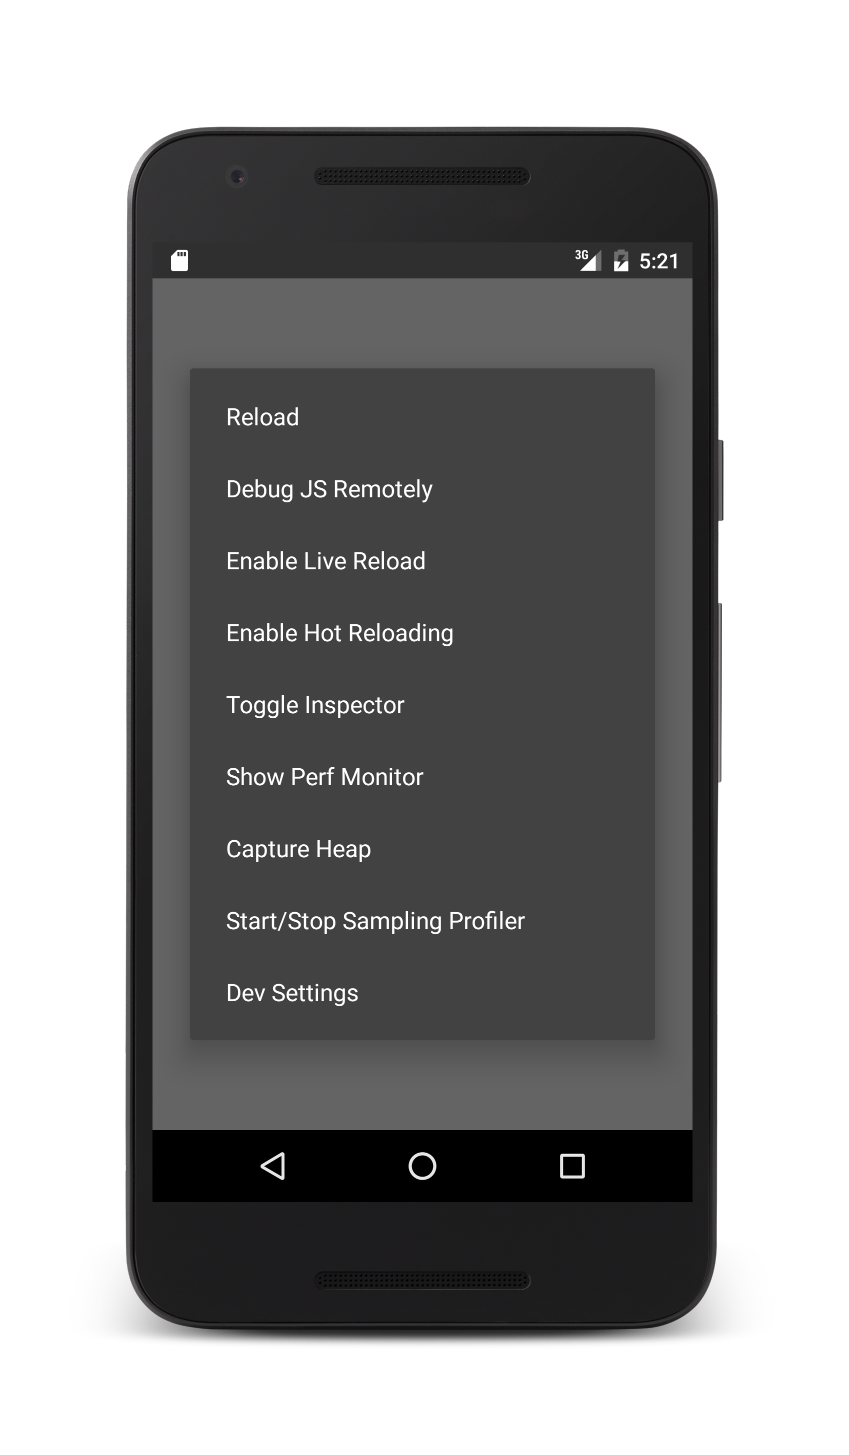 3G 5:21
Reload
Debug JS Remotely
Enable Live Reload
Enable Hot Reloading
Toggle Inspector
Show Perf Monitor
Capture Heap
Start/Stop Sampling Profiler
Dev Settings